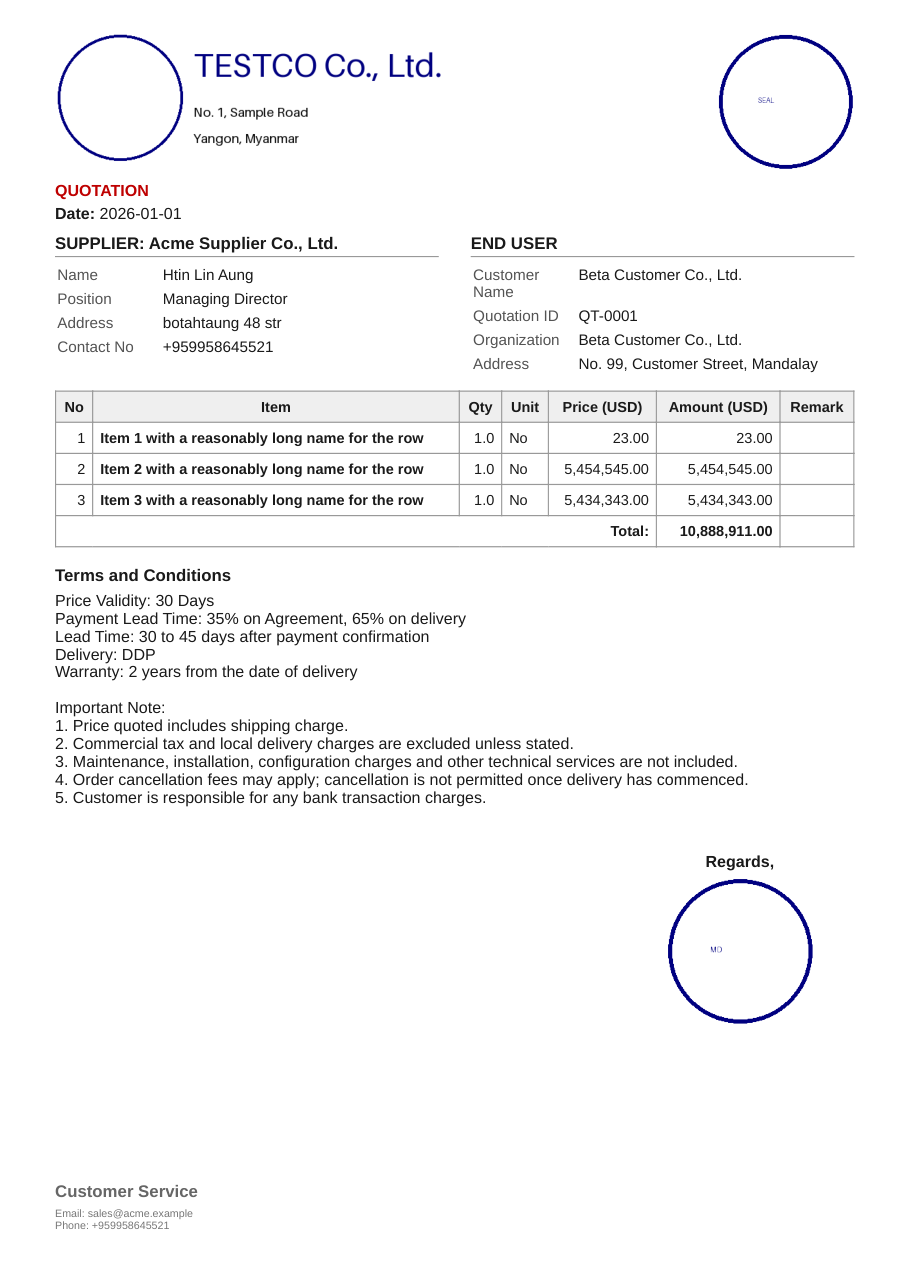 TESTCO Co., Ltd.
No. 1, Sample Road
Yangon, Myanmar
SEAL
QUOTATION
Date: 2026-01-01
SUPPLIER: Acme Supplier Co., Ltd.
Name Htin Lin Aung
Position Managing Director
Address botahtaung 48 str
Contact No +959958645521
END USER
Customer Name Beta Customer Co., Ltd.
Quotation ID QT-0001
Organization Beta Customer Co., Ltd.
Address No. 99, Customer Street, Mandalay
No Item Qty Unit Price (USD) Amount (USD) Remark
1 Item 1 with a reasonably long name for the row 1.0 No 23.00 23.00
2 Item 2 with a reasonably long name for the row 1.0 No 5,454,545.00 5,454,545.00
3 Item 3 with a reasonably long name for the row 1.0 No 5,434,343.00 5,434,343.00
Total: 10,888,911.00
Terms and Conditions
Price Validity: 30 Days
Payment Lead Time: 35% on Agreement, 65% on delivery
Lead Time: 30 to 45 days after payment confirmation
Delivery: DDP
Warranty: 2 years from the date of delivery
Important Note:
1. Price quoted includes shipping charge.
2. Commercial tax and local delivery charges are excluded unless stated.
3. Maintenance, installation, configuration charges and other technical services are not included.
4. Order cancellation fees may apply; cancellation is not permitted once delivery has commenced.
5. Customer is responsible for any bank transaction charges.
Regards,
MD
Customer Service
Email: sales@acme.example
Phone: +959958645521